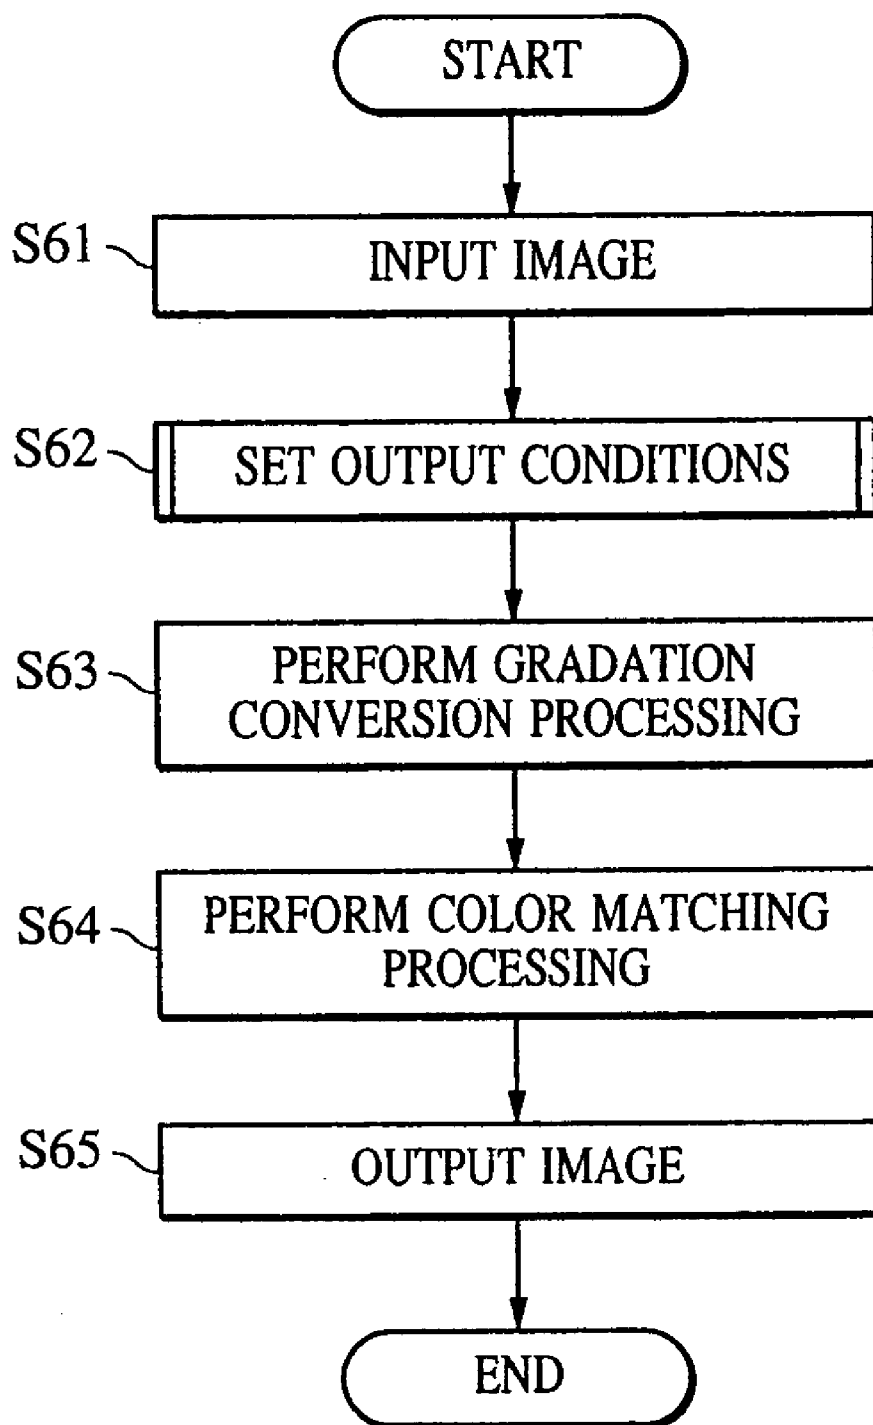 START
S61
INPUT IMAGE
S62
SET OUTPUT CONDITIONS
S63
PERFORM GRADATION
CONVERSION PROCESSING
S64
PERFORM COLOR MATCHING
PROCESSING
S65
OUTPUT IMAGE
END